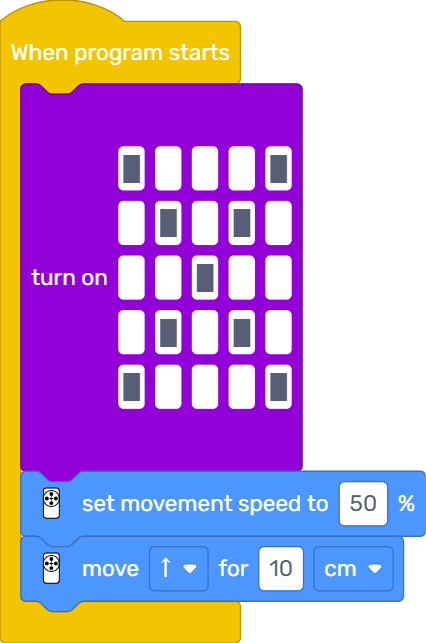 When program starts
turn on
set movement speed to 50 %
move ↑ for 10 cm